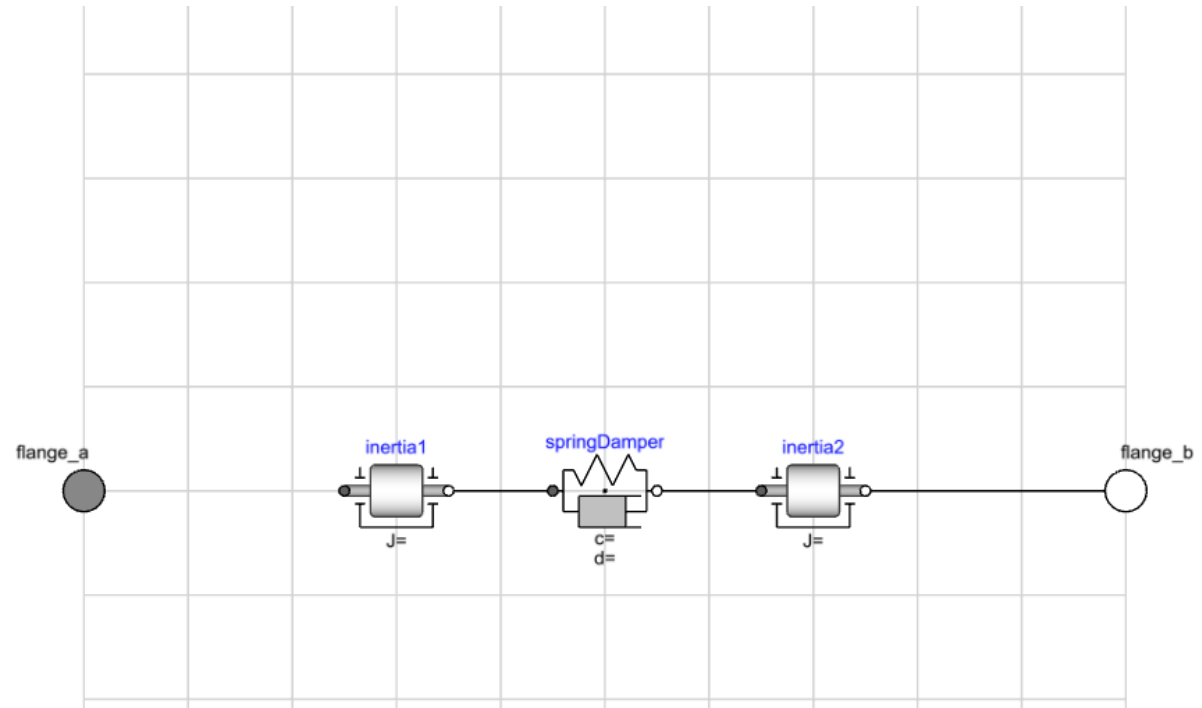 flange_a
inertia1
J=
springDamper
c=
d=
inertia2
J=
flange_b